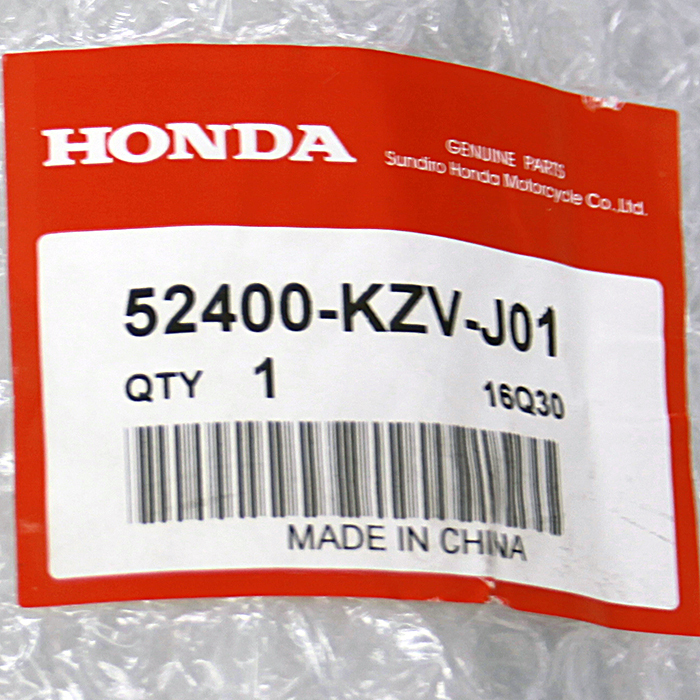 HONDA
GENUINE PARTS
Sundiro Honda Motorcycle Co.,Ltd.
52400-KZV-J01
QTY 1 16Q30
MADE IN CHINA